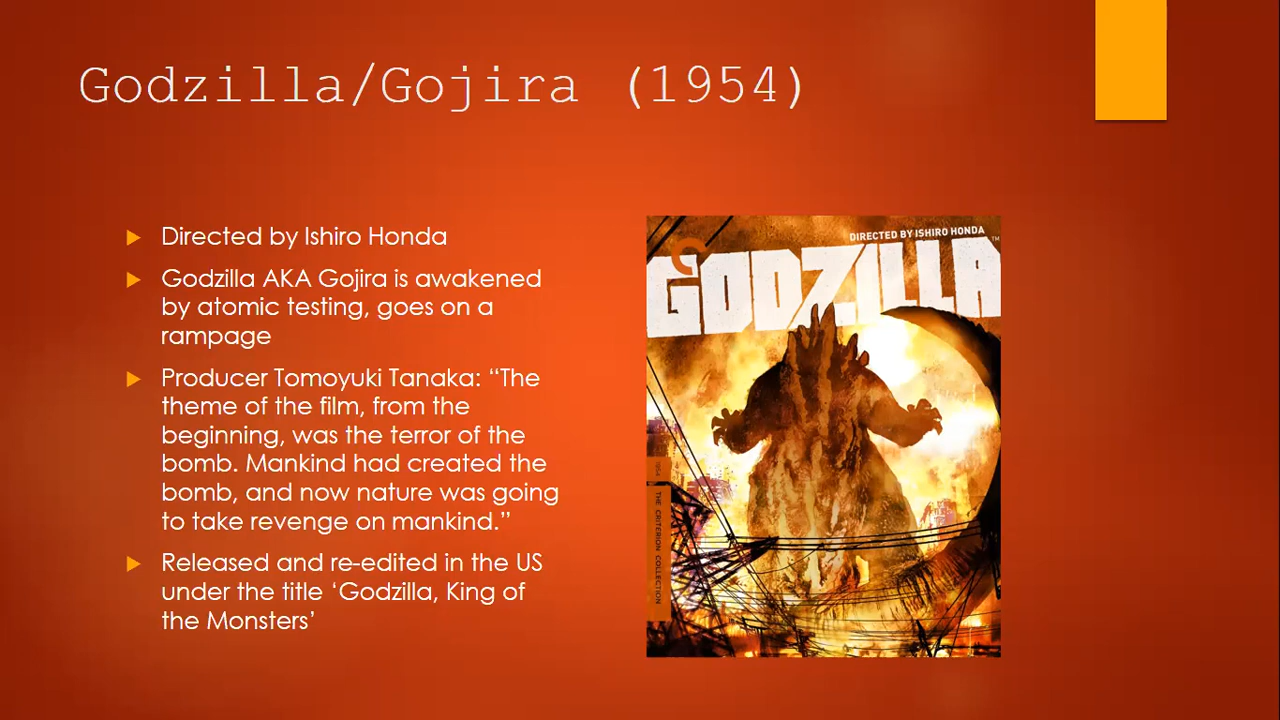 Godzilla/Gojira (1954)
Directed by Ishiro Honda
Godzilla AKA Gojira is awakened
by atomic testing, goes on a
rampage
Producer Tomoyuki Tanaka: “The
theme of the film, from the
beginning, was the terror of the
bomb. Mankind had created the
bomb, and now nature was going
to take revenge on mankind.”
Released and re-edited in the US
under the title ‘Godzilla, King of
the Monsters’
DIRECTED BY ISHIRO HONDA
GODZILLA™
1954
THE CRITERION COLLECTION